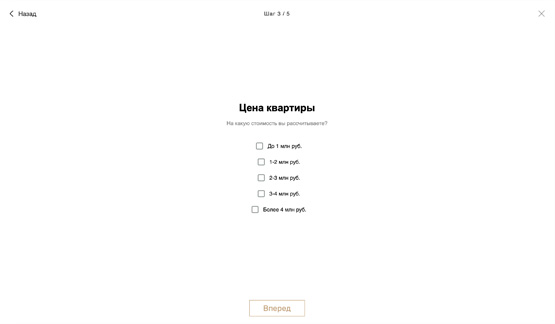 Назад
Шаг 3 / 5
Цена квартиры
На какую стоимость вы рассчитываете?
До 1 млн руб.
1-2 млн руб.
2-3 млн руб.
3-4 млн руб.
Более 4 млн руб.
Вперед